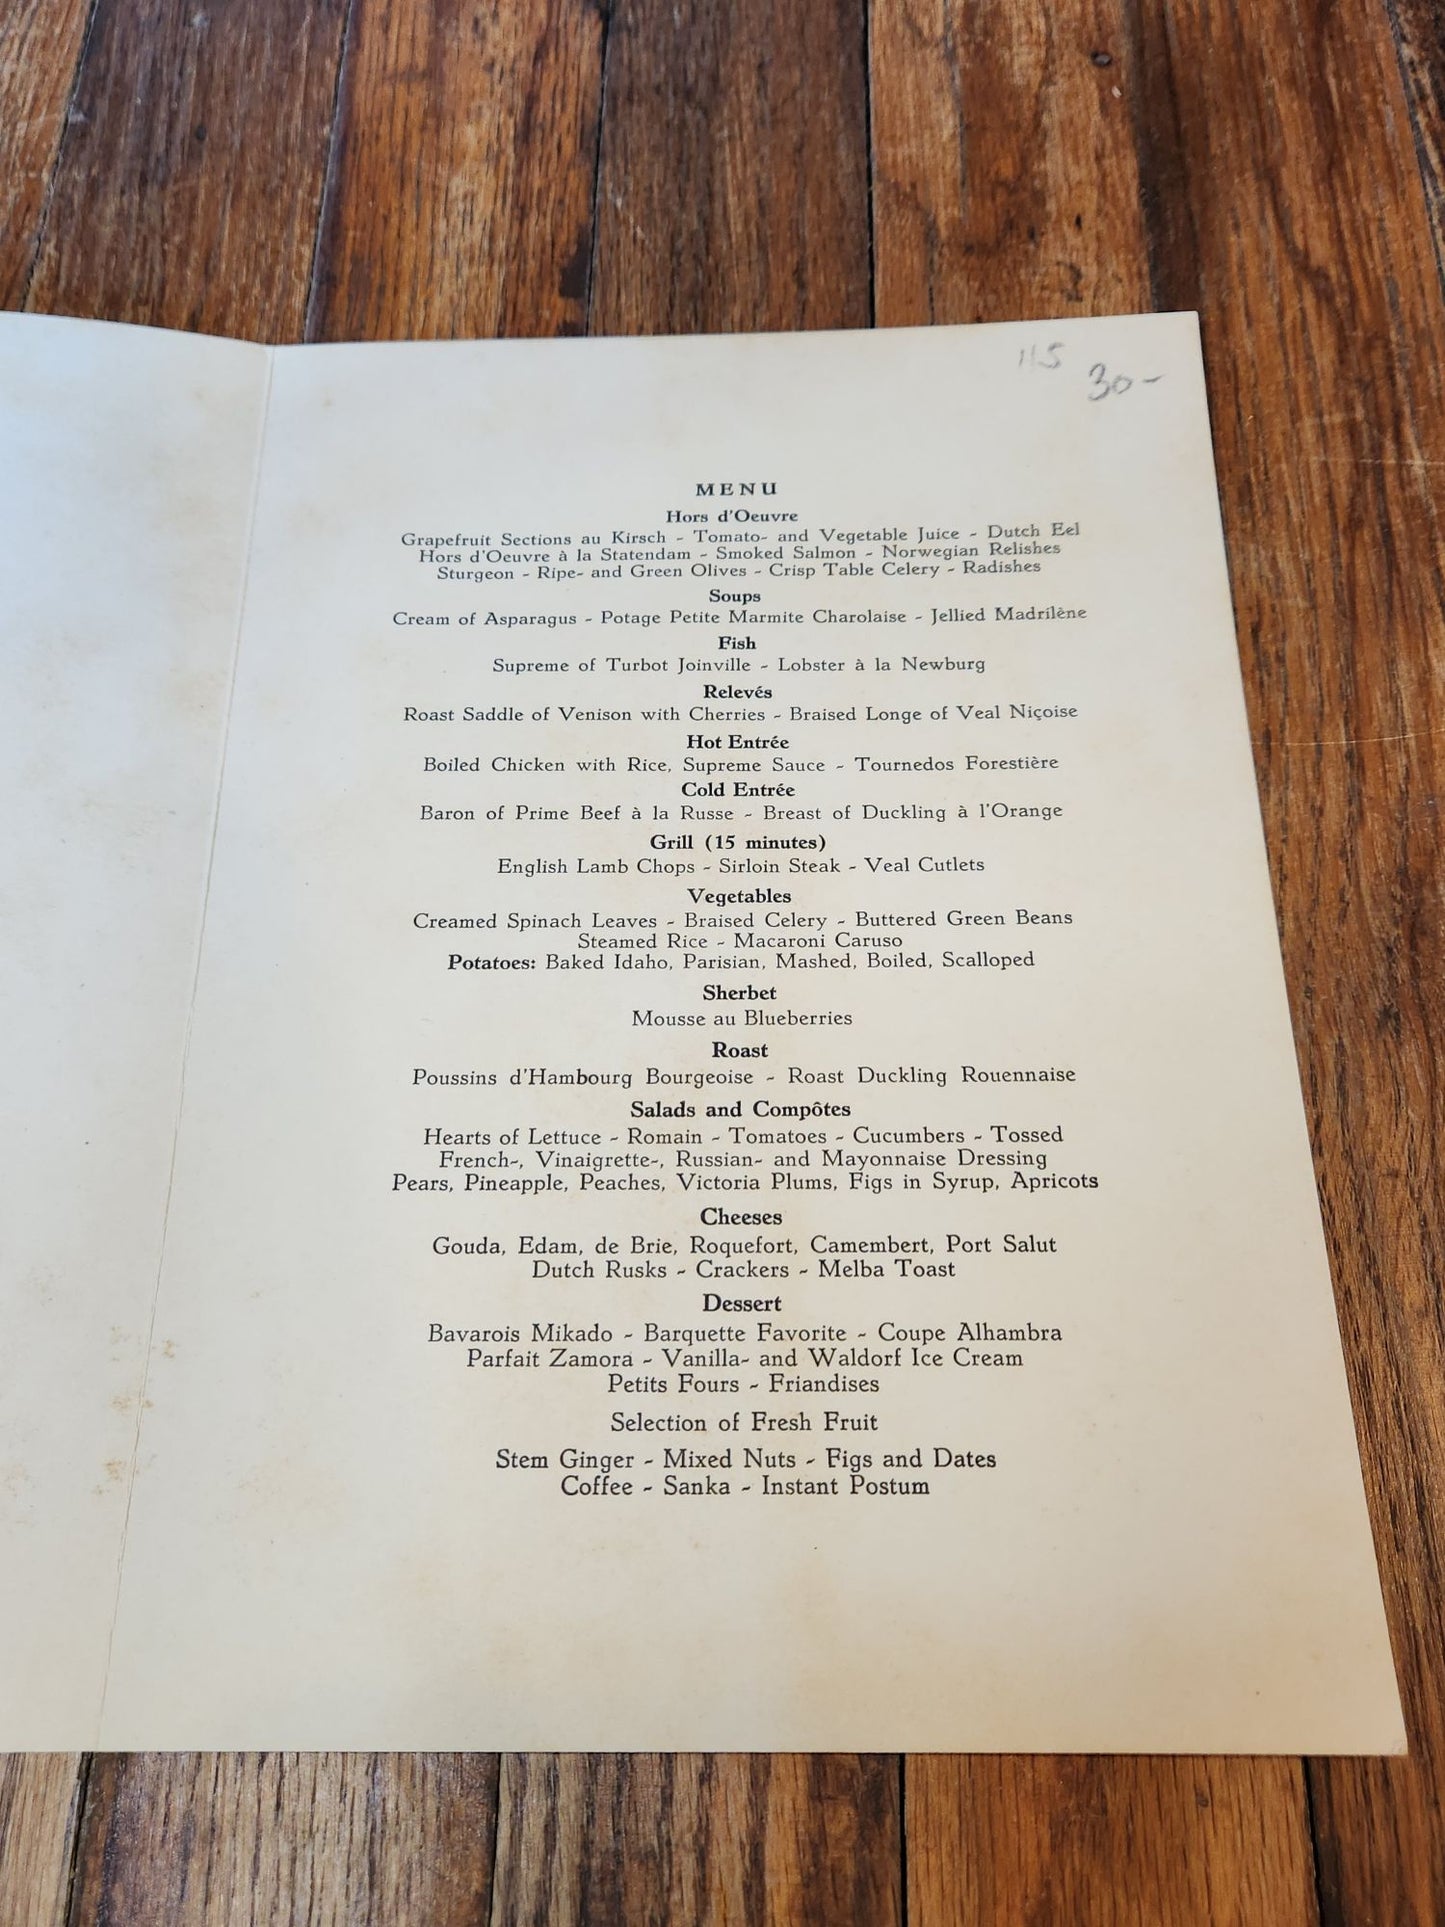 115
30-
MENU
Hors d'Oeuvre
Grapefruit Sections au Kirsch - Tomato- and Vegetable Juice - Dutch Eel
Hors d'Oeuvre à la Statendam - Smoked Salmon - Norwegian Relishes
Sturgeon - Ripe- and Green Olives - Crisp Table Celery - Radishes
Soups
Cream of Asparagus - Potage Petite Marmite Charolaise - Jellied Madrilène
Fish
Supreme of Turbot Joinville - Lobster à la Newburg
Relevés
Roast Saddle of Venison with Cherries - Braised Longe of Veal Niçoise
Hot Entrée
Boiled Chicken with Rice, Supreme Sauce - Tournedos Forestière
Cold Entrée
Baron of Prime Beef à la Russe - Breast of Duckling à l'Orange
Grill (15 minutes)
English Lamb Chops - Sirloin Steak - Veal Cutlets
Vegetables
Creamed Spinach Leaves - Braised Celery - Buttered Green Beans
Steamed Rice - Macaroni Caruso
Potatoes: Baked Idaho, Parisian, Mashed, Boiled, Scalloped
Sherbet
Mousse au Blueberries
Roast
Poussins d'Hambourg Bourgeoise - Roast Duckling Rouennaise
Salads and Compôtes
Hearts of Lettuce - Romain - Tomatoes - Cucumbers - Tossed
French-, Vinaigrette-, Russian- and Mayonnaise Dressing
Pears, Pineapple, Peaches, Victoria Plums, Figs in Syrup, Apricots
Cheeses
Gouda, Edam, de Brie, Roquefort, Camembert, Port Salut
Dutch Rusks - Crackers - Melba Toast
Dessert
Bavarois Mikado - Barquette Favorite - Coupe Alhambra
Parfait Zamora - Vanilla- and Waldorf Ice Cream
Petits Fours - Friandises
Selection of Fresh Fruit
Stem Ginger - Mixed Nuts - Figs and Dates
Coffee - Sanka - Instant Postum